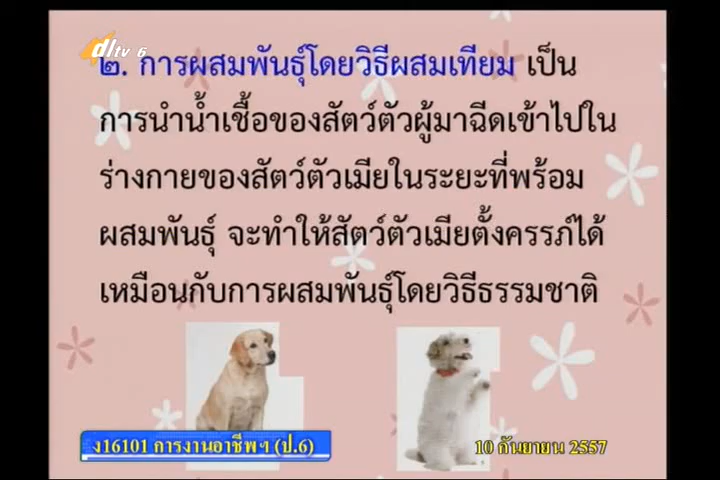 dltv 6
๒. การผสมพันธุ์โดยวิธีผสมเทียม เป็น
การนำน้ำเชื้อของสัตว์ตัวผู้มาฉีดเข้าไปใน
ร่างกายของสัตว์ตัวเมียในระยะที่พร้อม
ผสมพันธุ์ จะทำให้สัตว์ตัวเมียตั้งครรภ์ได้
เหมือนกับการผสมพันธุ์โดยวิธีธรรมชาติ
ง16101 การงานอาชีพฯ (ป.6)
10 กันยายน 2557